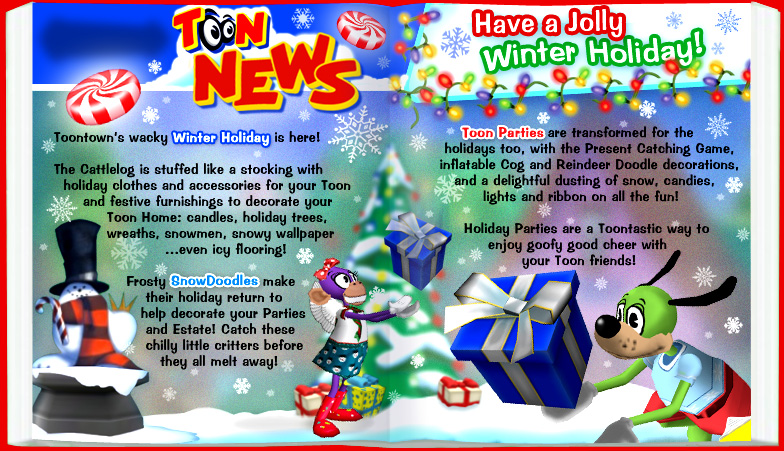 TOON
NEWS
Toontown's wacky Winter Holiday is here!
The Cattlelog is stuffed like a stocking with
holiday clothes and accessories for your Toon
and festive furnishings to decorate your
Toon Home: candles, holiday trees,
wreaths, snowmen, snowy wallpaper
...even icy flooring!
Frosty SnowDoodles make
their holiday return to
help decorate your Parties
and Estate! Catch these
chilly little critters before
they all melt away!
Have a Jolly
Winter Holiday!
Toon Parties are transformed for the
holidays too, with the Present Catching Game,
inflatable Cog and Reindeer Doodle decorations,
and a delightful dusting of snow, candies,
lights and ribbon on all the fun!
Holiday Parties are a Toontastic way to
enjoy goofy good cheer with
your Toon friends!